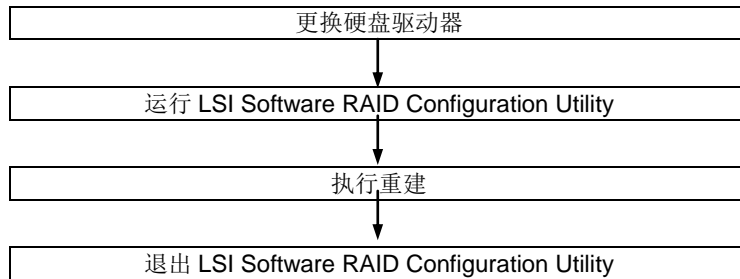 更换硬盘驱动器
运行 LSI Software RAID Configuration Utility
执行重建
退出 LSI Software RAID Configuration Utility